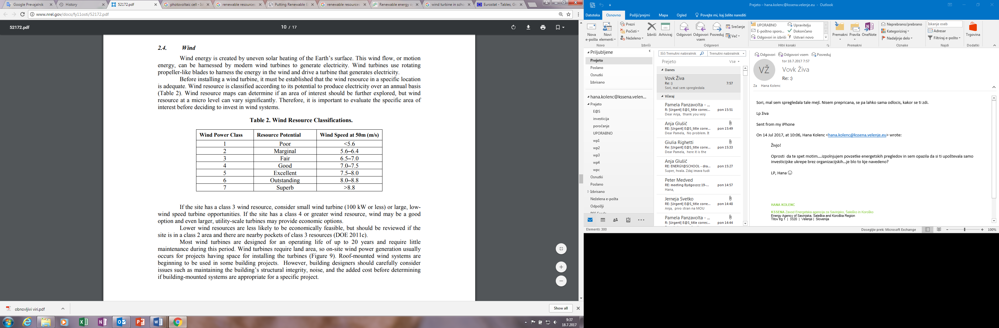 Google Prevajalnik
History
52172.pdf
photovoltaic cell - Isk
renewable resources
Putting Renewable E
renewable resources
Renewable energy o
wind turbine in scho
Eurostat - Tables, Gr
www.nrel.gov/docs/fy11osti/52172.pdf
52172.pdf
10 / 17
2.4. Wind
Wind energy is created by uneven solar heating of the Earth's surface. This wind flow, or motion
energy, can be harnessed by modern wind turbines to generate electricity. Wind turbines use rotating
propeller-like blades to harness the energy in the wind and drive a turbine that generates electricity.
Before installing a wind turbine, it must be established that the wind resource in a specific location
is adequate. Wind resource is classified according to its potential to produce electricity over an annual basis
(Table 2). Wind resource maps can determine if an area of interest should be further explored, but wind
resource at a micro level can vary significantly. Therefore, it is important to evaluate the specific area of
interest before deciding to invest in wind systems.
Table 2. Wind Resource Classifications.
Wind Power Class Resource Potential Wind Speed at 50m (m/s)
1 Poor <5.6
2 Marginal 5.6–6.4
3 Fair 6.5–7.0
4 Good 7.0–7.5
5 Excellent 7.5–8.0
6 Outstanding 8.0–8.8
7 Superb >8.8
If the site has a class 3 wind resource, consider small wind turbine (100 kW or less) or large, low-
wind speed turbine opportunities. If the site has a class 4 or greater wind resource, wind may be a good
option and even larger, utility-scale turbines may provide economic options.
Lower wind resources are less likely to be economically feasible, but should be reviewed if the
site is in a class 2 area and there are nearby pockets of class 3 resources (DOE 2011c).
Most wind turbines are designed for an operating life of up to 20 years and require little
maintenance during this period. Wind turbines require land area, so on-site wind power generation usually
occurs for projects having space for installing the turbines (Figure 9). Roof-mounted wind systems are
beginning to be used in some building projects. However, building designers should carefully consider
issues such as maintaining the building's structural integrity, noise, and the added cost before determining
if building-mounted systems are appropriate for a specific project.
obnovljivi viri.pdf
Show all
9:37
18.7.2017
Prejeto – hana.kolenc@kssena.velenje.eu - Outlook
Datoteka Osnovno Pošlji/prejmi Mapa Ogled Povejte mi, kaj želite narediti
Nova
e-pošta
Novi
elementi
Novo
Prezri
Počisti
Neželeno
Izbriši
Arhiviraj
Izbriši
Odgovori
Odgovori
vsem
Posreduj
Srečanje
Več
Odgovori
UPORABNO
E-poštno sporo...
Odgovori in izbriši
Upravitelju
Dokončano
Ustvari novo
Hitri koraki
Premakni
Pravila
OneNote
Premakni
Neprebrano/prebrano
Kategoriziraj
Nadaljnje delo
Oznake
Iskanje oseb
Adresar
Filtriraj e-pošto
Najdi
Trgovina
Dodatki
Priljubljene
Prejeto
Poslano
Osnutki
Izbrisano
hana.kolenc@kssena.velen...
Prejeto
E@S
investicija
poročanje
UPORABNO
wp1
wp2
wp3
wp4
wpc
Osnutki
Poslano
Izbrisano
Neželena e-pošta
Odpošlji
Išči Trenutni nabiralnik
Trenutni nabiralnik
Prejeto
Vse
Danes
Vovk Živa
Re: :) 7:57
Sori, mal sem spregledala
Včeraj
Pamela Panzavolta - ...
R: [Urgent] E@S_title correc... pon 15:51
Dear Anja, thank you very
Anja Glušič
RE: [Urgent] E@S_title corre... pon 15:49
Dear Pamela, No problem. It
Giulia Righetti
Re: [Urgent] E@S_title corre... pon 15:33
Dear Pamela, here it is the
Anja Glušič
RE: ENERGY@SCHOOL - dra... pon 15:27
Super, hvala. Zdaj imava tudi
Peter Medved
RE: meeting Bydgoszcz 19-... pon 14:57
Hana,
Jerneja Svetko
RE: [Urgent] E@S_title corre... pon 14:48
Anja, prvo stran na MOU
Pamela Panzavolta - ...
R: [Urgent] E@S_title correc... pon 14:44
Odgovori Odgovori vsem Posreduj
tor 18.7.2017 7:57
VŽ
Vovk Živa
Re: :)
Za Hana Kolenc
Sori, mal sem spregledala tale mejl. Nisem prepricana, se pa lahko sama odlocis, kakor se ti zdi.
Lp živa
Sent from my iPhone
On 14 Jul 2017, at 10:06, Hana Kolenc <hana.kolenc@kssena.velenje.eu> wrote:
Živjo!
Oprosti da te spet motim....izpolnjujem povzetke energetskih pregledov in sem opazila da si ti upoštevala samo
investicijske ukrepe brez organizacijskih...je blo to kje navedeno?
LP, Hana ☺
HANA KOLENC
KSSENA Zavod Energetska agencija za Savinjsko, Šaleško in Koroško
Energy Agency of Savinjska, Šaleška and Koroška Region
Titov trg 1 | 3320 | Velenje | Slovenija
Elementi: 300
Dosegljiv prek: Microsoft Exchange
100%